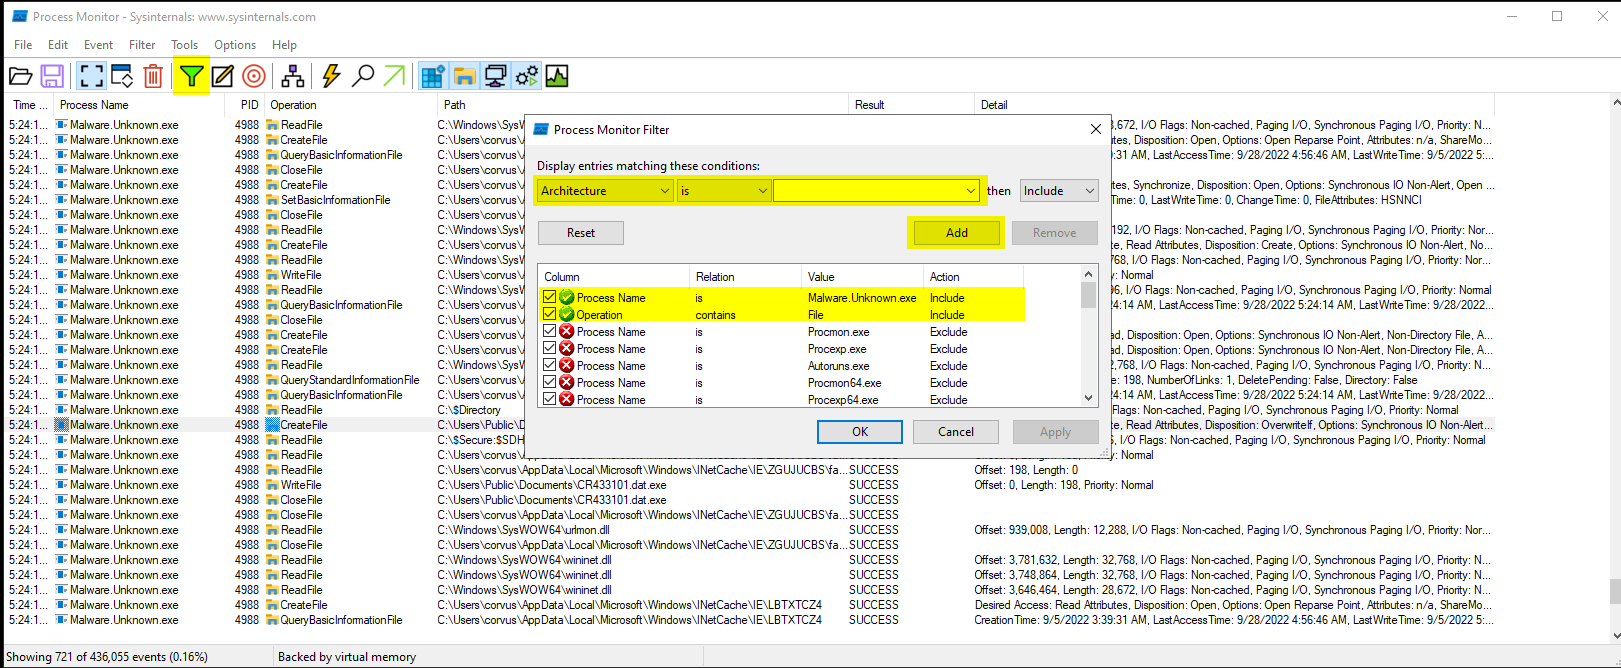 Process Monitor - Sysinternals: www.sysinternals.com
File Edit Event Filter Tools Options Help
Time ... Process Name PID Operation Path Result Detail
5:24:1... Malware.Unknown.exe 4988 ReadFile C:\Windows\SysW 3,672, I/O Flags: Non-cached, Paging I/O, Synchronous Paging I/O, Priority: N...
5:24:1... Malware.Unknown.exe 4988 CreateFile C:\Users\corvus\ utes, Disposition: Open, Options: Open Reparse Point, Attributes: n/a, ShareMo...
5:24:1... Malware.Unknown.exe 4988 QueryBasicInformationFile C:\Users\corvus\ :31 AM, LastAccessTime: 9/28/2022 4:56:46 AM, LastWriteTime: 9/5/2022 5:...
5:24:1... Malware.Unknown.exe 4988 CloseFile C:\Users\corvus\
5:24:1... Malware.Unknown.exe 4988 CreateFile C:\Users\corvus\ tes, Synchronize, Disposition: Open, Options: Synchronous IO Non-Alert, Open ...
5:24:1... Malware.Unknown.exe 4988 SetBasicInformationFile C:\Users\corvus\ Time: 0, LastWriteTime: 0, ChangeTime: 0, FileAttributes: HSNNCI
5:24:1... Malware.Unknown.exe 4988 CloseFile C:\Users\corvus\
5:24:1... Malware.Unknown.exe 4988 ReadFile C:\Users\corvus\ 192, I/O Flags: Non-cached, Paging I/O, Synchronous Paging I/O, Priority: Nor...
5:24:1... Malware.Unknown.exe 4988 CreateFile C:\Users\corvus\ e, Read Attributes, Disposition: Create, Options: Synchronous IO Non-Alert, No...
5:24:1... Malware.Unknown.exe 4988 ReadFile C:\Users\corvus\ 768, I/O Flags: Non-cached, Paging I/O, Synchronous Paging I/O, Priority: N...
5:24:1... Malware.Unknown.exe 4988 WriteFile C:\Users\corvus\ y: Normal
5:24:1... Malware.Unknown.exe 4988 ReadFile C:\Users\corvus\ 96, I/O Flags: Non-cached, Paging I/O, Synchronous Paging I/O, Priority: Normal
5:24:1... Malware.Unknown.exe 4988 QueryBasicInformationFile C:\Users\corvus\ 24:14 AM, LastAccessTime: 9/28/2022 5:24:14 AM, LastWriteTime: 9/28/2022...
5:24:1... Malware.Unknown.exe 4988 CloseFile C:\Users\corvus\
5:24:1... Malware.Unknown.exe 4988 CreateFile C:\Users\corvus\ ad, Disposition: Open, Options: Synchronous IO Non-Alert, Non-Directory File, A...
5:24:1... Malware.Unknown.exe 4988 CreateFile C:\Users\corvus\ ad, Disposition: Open, Options: Synchronous IO Non-Alert, Non-Directory File, A...
5:24:1... Malware.Unknown.exe 4988 ReadFile C:\Users\corvus\ 2,768, I/O Flags: Non-cached, Paging I/O, Synchronous Paging I/O, Priority: N...
5:24:1... Malware.Unknown.exe 4988 QueryStandardInformationFile C:\Users\corvus\ e: 198, NumberOfLinks: 1, DeletePending: False, Directory: False
5:24:1... Malware.Unknown.exe 4988 QueryBasicInformationFile C:\Users\corvus\ 24:14 AM, LastAccessTime: 9/28/2022 5:24:14 AM, LastWriteTime: 9/28/2022...
5:24:1... Malware.Unknown.exe 4988 ReadFile C:\$Directory Flags: Non-cached, Paging I/O, Synchronous Paging I/O, Priority: Normal
5:24:1... Malware.Unknown.exe 4988 CreateFile C:\Users\Public\D te, Read Attributes, Disposition: OverwriteIf, Options: Synchronous IO Non-Alert...
5:24:1... Malware.Unknown.exe 4988 ReadFile C:\$Secure:$SDH 6, I/O Flags: Non-cached, Paging I/O, Synchronous Paging I/O, Priority: Normal
5:24:1... Malware.Unknown.exe 4988 ReadFile Normal
5:24:1... Malware.Unknown.exe 4988 ReadFile C:\Users\corvus\AppData\Local\Microsoft\Windows\INetCache\IE\ZGUJUCBS\fa... SUCCESS Offset: 198, Length: 0
5:24:1... Malware.Unknown.exe 4988 WriteFile C:\Users\Public\Documents\CR433101.dat.exe SUCCESS Offset: 0, Length: 198, Priority: Normal
5:24:1... Malware.Unknown.exe 4988 CloseFile C:\Users\Public\Documents\CR433101.dat.exe SUCCESS
5:24:1... Malware.Unknown.exe 4988 CloseFile C:\Users\corvus\AppData\Local\Microsoft\Windows\INetCache\IE\ZGUJUCBS\fa... SUCCESS
5:24:1... Malware.Unknown.exe 4988 ReadFile C:\Windows\SysWOW64\urlmon.dll SUCCESS Offset: 939,008, Length: 12,288, I/O Flags: Non-cached, Paging I/O, Synchronous Paging I/O, Priority: Nor...
5:24:1... Malware.Unknown.exe 4988 CloseFile C:\Users\corvus\AppData\Local\Microsoft\Windows\INetCache\IE\ZGUJUCBS\fa... SUCCESS
5:24:1... Malware.Unknown.exe 4988 ReadFile C:\Windows\SysWOW64\wininet.dll SUCCESS Offset: 3,781,632, Length: 32,768, I/O Flags: Non-cached, Paging I/O, Synchronous Paging I/O, Priority: N...
5:24:1... Malware.Unknown.exe 4988 ReadFile C:\Windows\SysWOW64\wininet.dll SUCCESS Offset: 3,748,864, Length: 32,768, I/O Flags: Non-cached, Paging I/O, Synchronous Paging I/O, Priority: N...
5:24:1... Malware.Unknown.exe 4988 ReadFile C:\Windows\SysWOW64\wininet.dll SUCCESS Offset: 3,646,464, Length: 28,672, I/O Flags: Non-cached, Paging I/O, Synchronous Paging I/O, Priority: N...
5:24:1... Malware.Unknown.exe 4988 CreateFile C:\Users\corvus\AppData\Local\Microsoft\Windows\INetCache\IE\LBTXTCZ4 SUCCESS Desired Access: Read Attributes, Disposition: Open, Options: Open Reparse Point, Attributes: n/a, ShareMo...
5:24:1... Malware.Unknown.exe 4988 QueryBasicInformationFile C:\Users\corvus\AppData\Local\Microsoft\Windows\INetCache\IE\LBTXTCZ4 SUCCESS CreationTime: 9/5/2022 3:39:31 AM, LastAccessTime: 9/28/2022 4:56:46 AM, LastWriteTime: 9/5/2022 5:...
Process Monitor Filter
Display entries matching these conditions:
Architecture is then Include
Reset Add Remove
Column Relation Value Action
Process Name is Malware.Unknown.exe Include
Operation contains File Include
Process Name is Procmon.exe Exclude
Process Name is Procexp.exe Exclude
Process Name is Autoruns.exe Exclude
Process Name is Procmon64.exe Exclude
Process Name is Procexp64.exe Exclude
OK Cancel Apply
Showing 721 of 436,055 events (0.16%) Backed by virtual memory